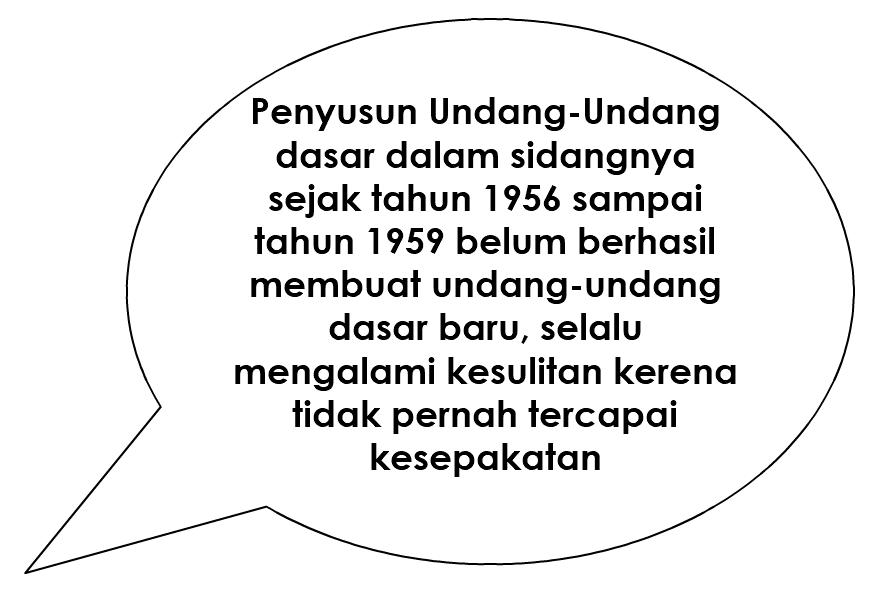 Penyusun Undang-Undang
dasar dalam sidangnya
sejak tahun 1956 sampai
tahun 1959 belum berhasil
membuat undang-undang
dasar baru, selalu
mengalami kesulitan kerena
tidak pernah tercapai
kesepakatan